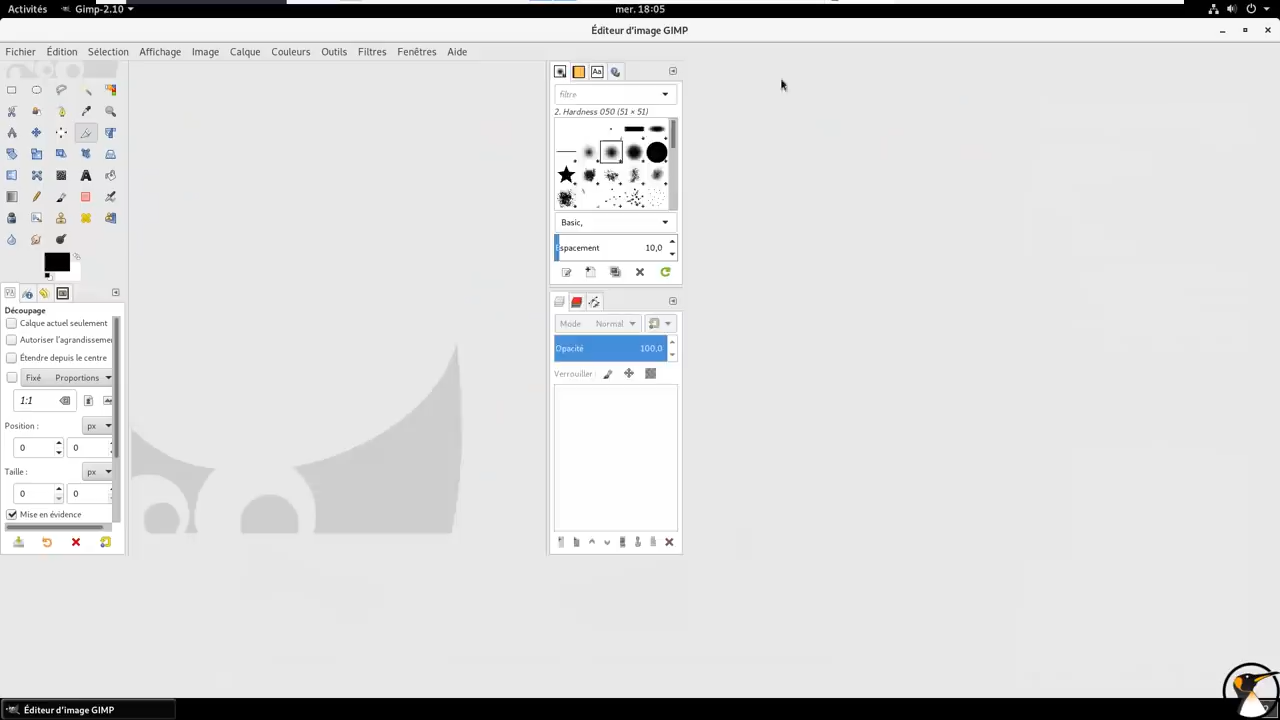 Activités Gimp-2.10 mer. 18:05
Éditeur d'image GIMP
Fichier Édition Sélection Affichage Image Calque Couleurs Outils Filtres Fenêtres Aide
Aa
filtre
2. Hardness 050 (51 × 51)
Basic,
Espacement 10,0
Découpage
Calque actuel seulement
Autoriser l'agrandissemen
Étendre depuis le centre
Fixé Proportions
1:1
Position : px
0 0
Taille : px
0 0
Mise en évidence
Mode Normal
Opacité 100,0
Verrouiller :
Éditeur d'image GIMP